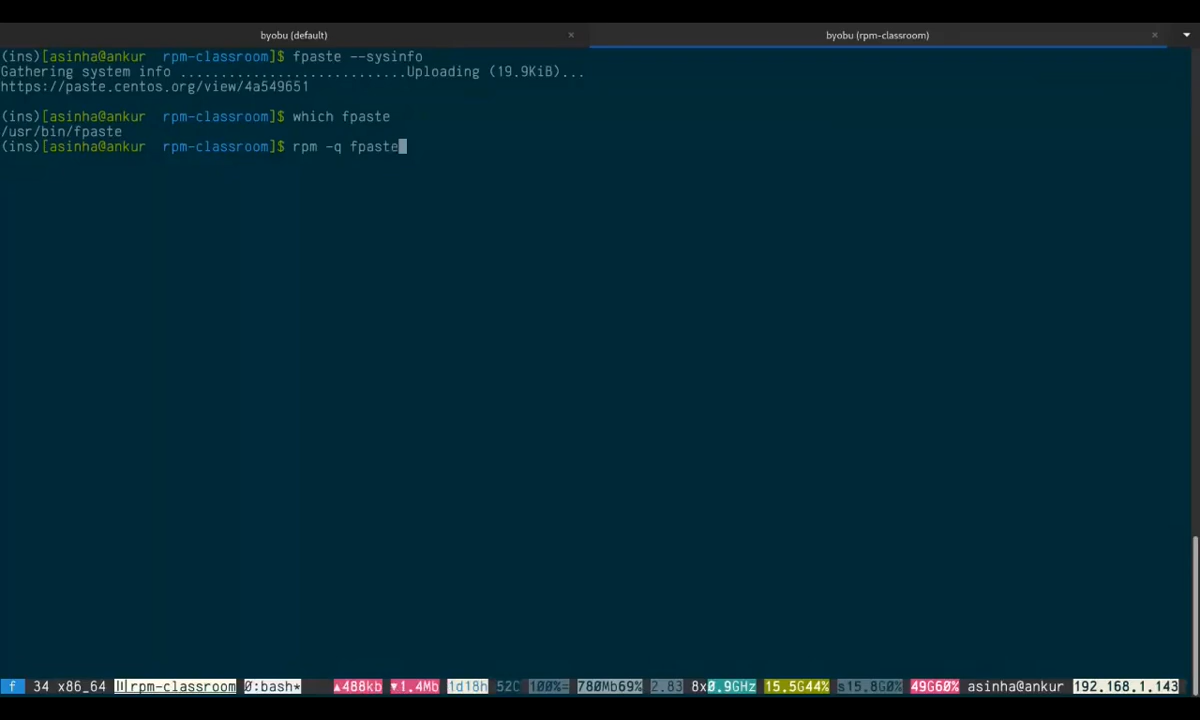 byobu (default) × byobu (rpm-classroom) ×
(ins)[asinha@ankur rpm-classroom]$ fpaste --sysinfo
Gathering system info ...........................Uploading (19.9KiB)...
https://paste.centos.org/view/4a549651
(ins)[asinha@ankur rpm-classroom]$ which fpaste
/usr/bin/fpaste
(ins)[asinha@ankur rpm-classroom]$ rpm -q fpaste
f 34 x86_64 rpm-classroom 0:bash* ▲488kb ▼1.4Mb 1d18h 52C 100%= 780Mb69% 2.83 8x0.9GHz 15.5G44% s15.8G0% 49G60% asinha@ankur 192.168.1.143